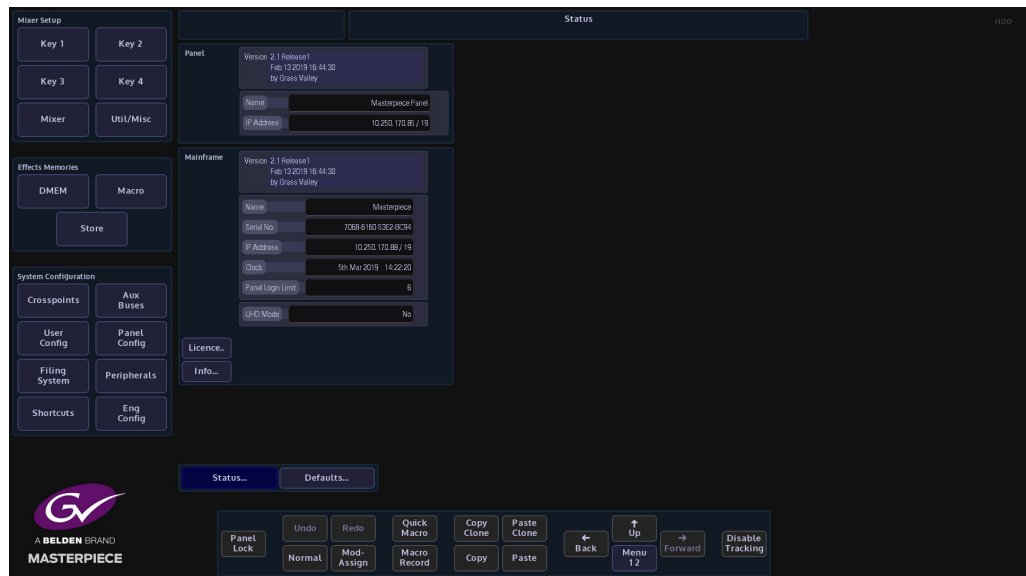 Mixer Setup
Key 1
Key 2
Key 3
Key 4
Mixer
Util/Misc
Effects Memories
DMEM
Macro
Store
System Configuration
Crosspoints
Aux
Buses
User
Config
Panel
Config
Filing
System
Peripherals
Shortcuts
Eng
Config
GV
A BELDEN BRAND
MASTERPIECE
Status
HDD
Panel
Version 2.1 Release1
Feb 13 2019 16:44:30
by Grass Valley
Name Masterpiece Panel
IP Address 10.250.170.85 / 19
Mainframe
Version 2.1 Release1
Feb 13 2019 16:44:30
by Grass Valley
Name Masterpiece
Serial No. 7068-6160-53E2-8C94
IP Address 10.250.170.88 / 19
Clock 5th Mar 2019 14:22:20
Panel Login Limit 6
UHD Mode No
Licence..
Info...
Status...
Defaults...
Panel
Lock
Undo
Redo
Normal
Mod-
Assign
Quick
Macro
Macro
Record
Copy
Clone
Paste
Clone
Copy
Paste
←
Back
↑
Up
Menu
12
→
Forward
Disable
Tracking